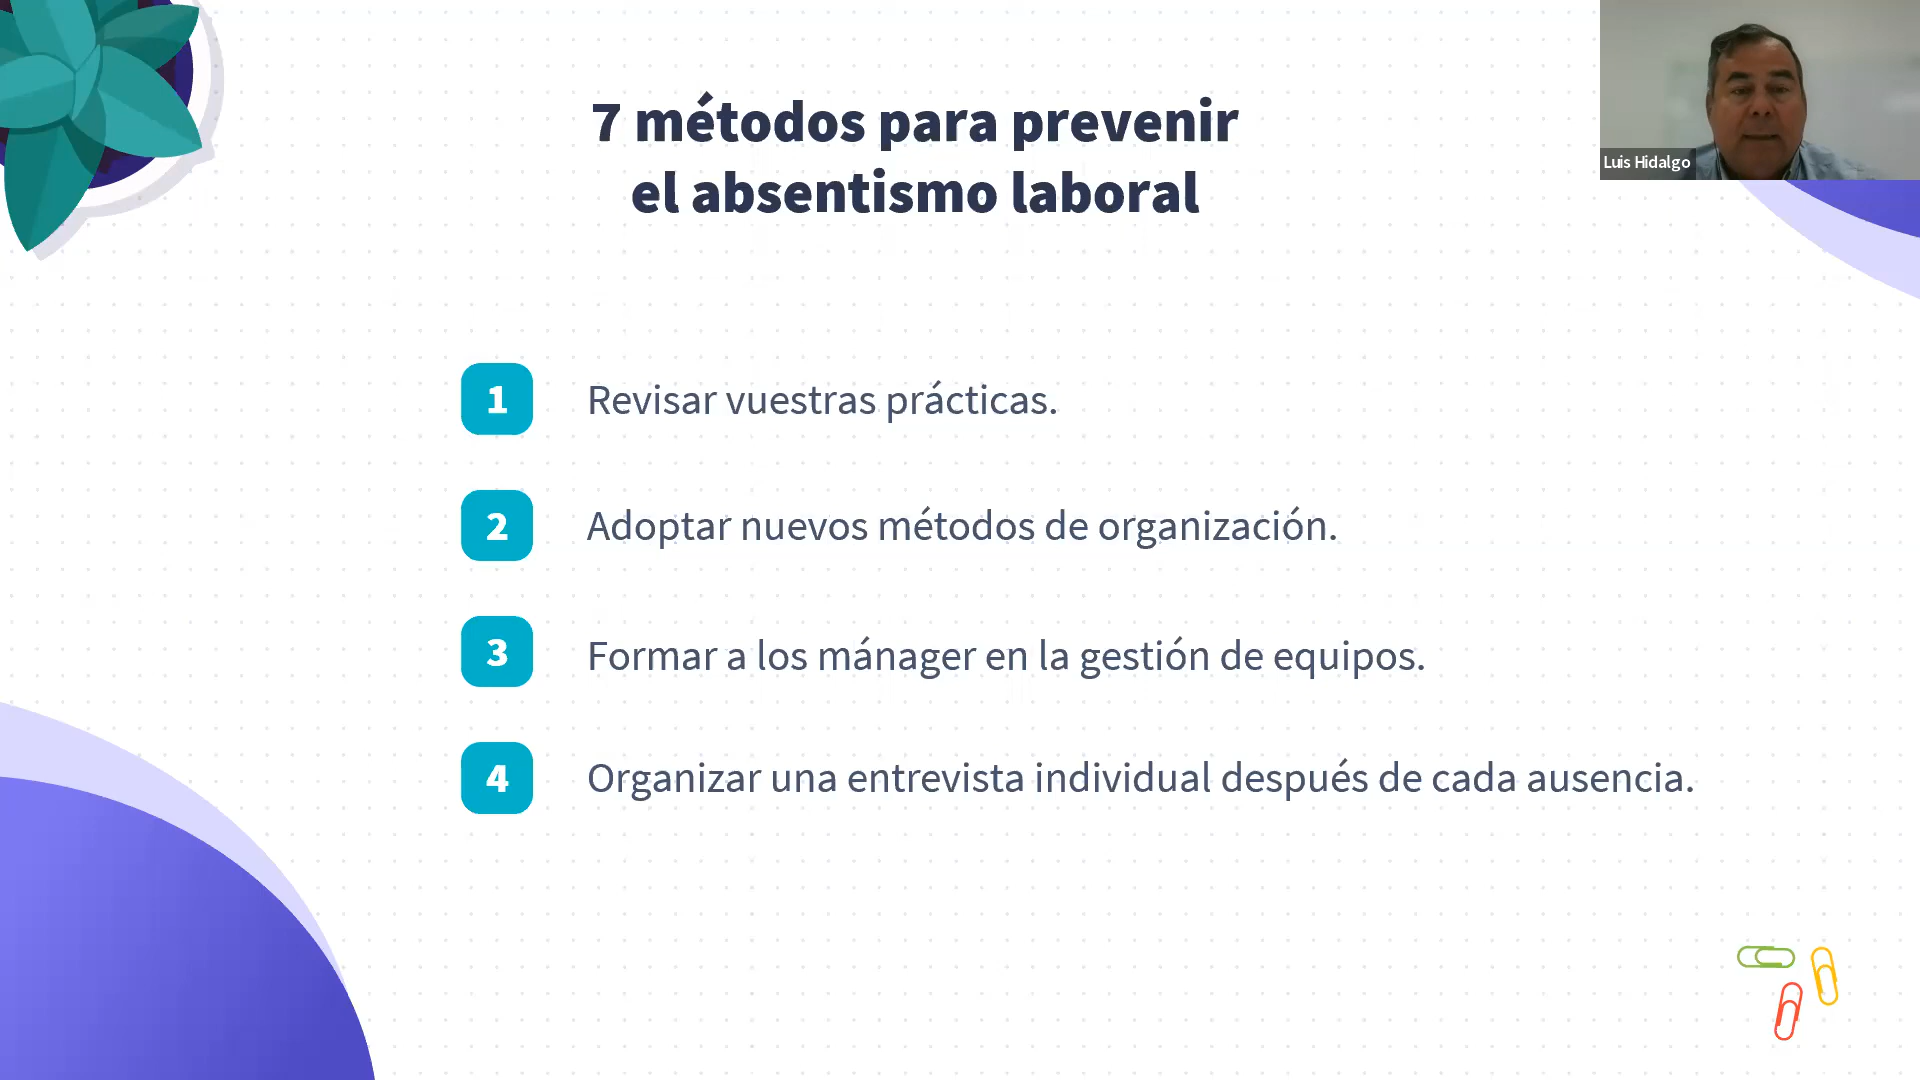 7 métodos para prevenir
el absentismo laboral
Luis Hidalgo
1 Revisar vuestras prácticas.
2 Adoptar nuevos métodos de organización.
3 Formar a los mánager en la gestión de equipos.
4 Organizar una entrevista individual después de cada ausencia.